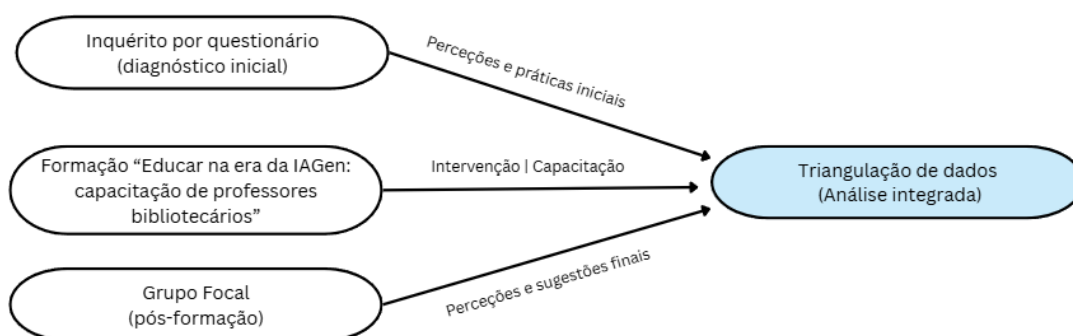 Inquérito por questionário
(diagnóstico inicial)
Perceções e práticas iniciais
Formação “Educar na era da IAGen:
capacitação de professores
bibliotecários”
Intervenção | Capacitação
Triangulação de dados
(Análise integrada)
Grupo Focal
(pós-formação)
Perceções e sugestões finais